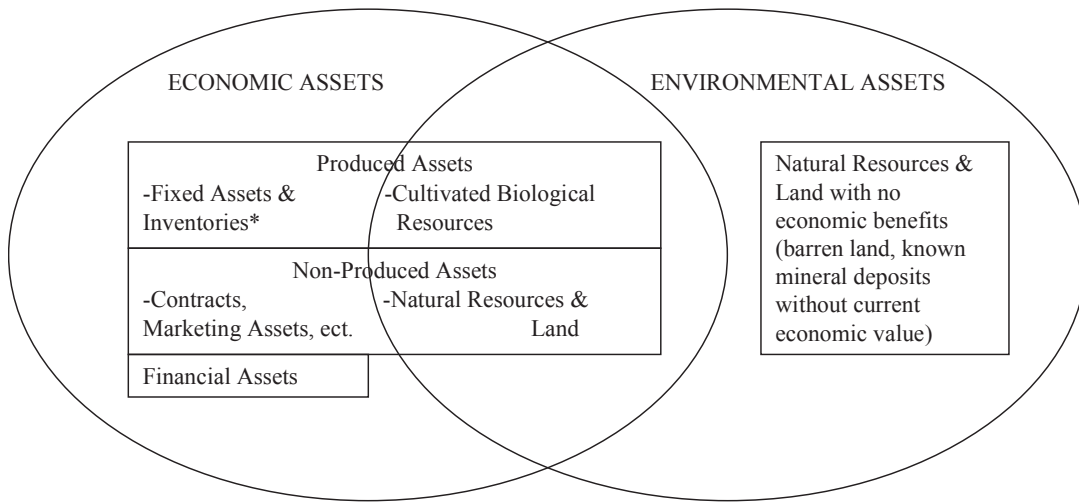 ECONOMIC ASSETS
ENVIRONMENTAL ASSETS
Produced Assets
-Fixed Assets &
Inventories*
-Cultivated Biological
Resources
Non-Produced Assets
-Contracts,
Marketing Assets, ect.
-Natural Resources &
Land
Financial Assets
Natural Resources &
Land with no
economic benefits
(barren land, known
mineral deposits
without current
economic value)